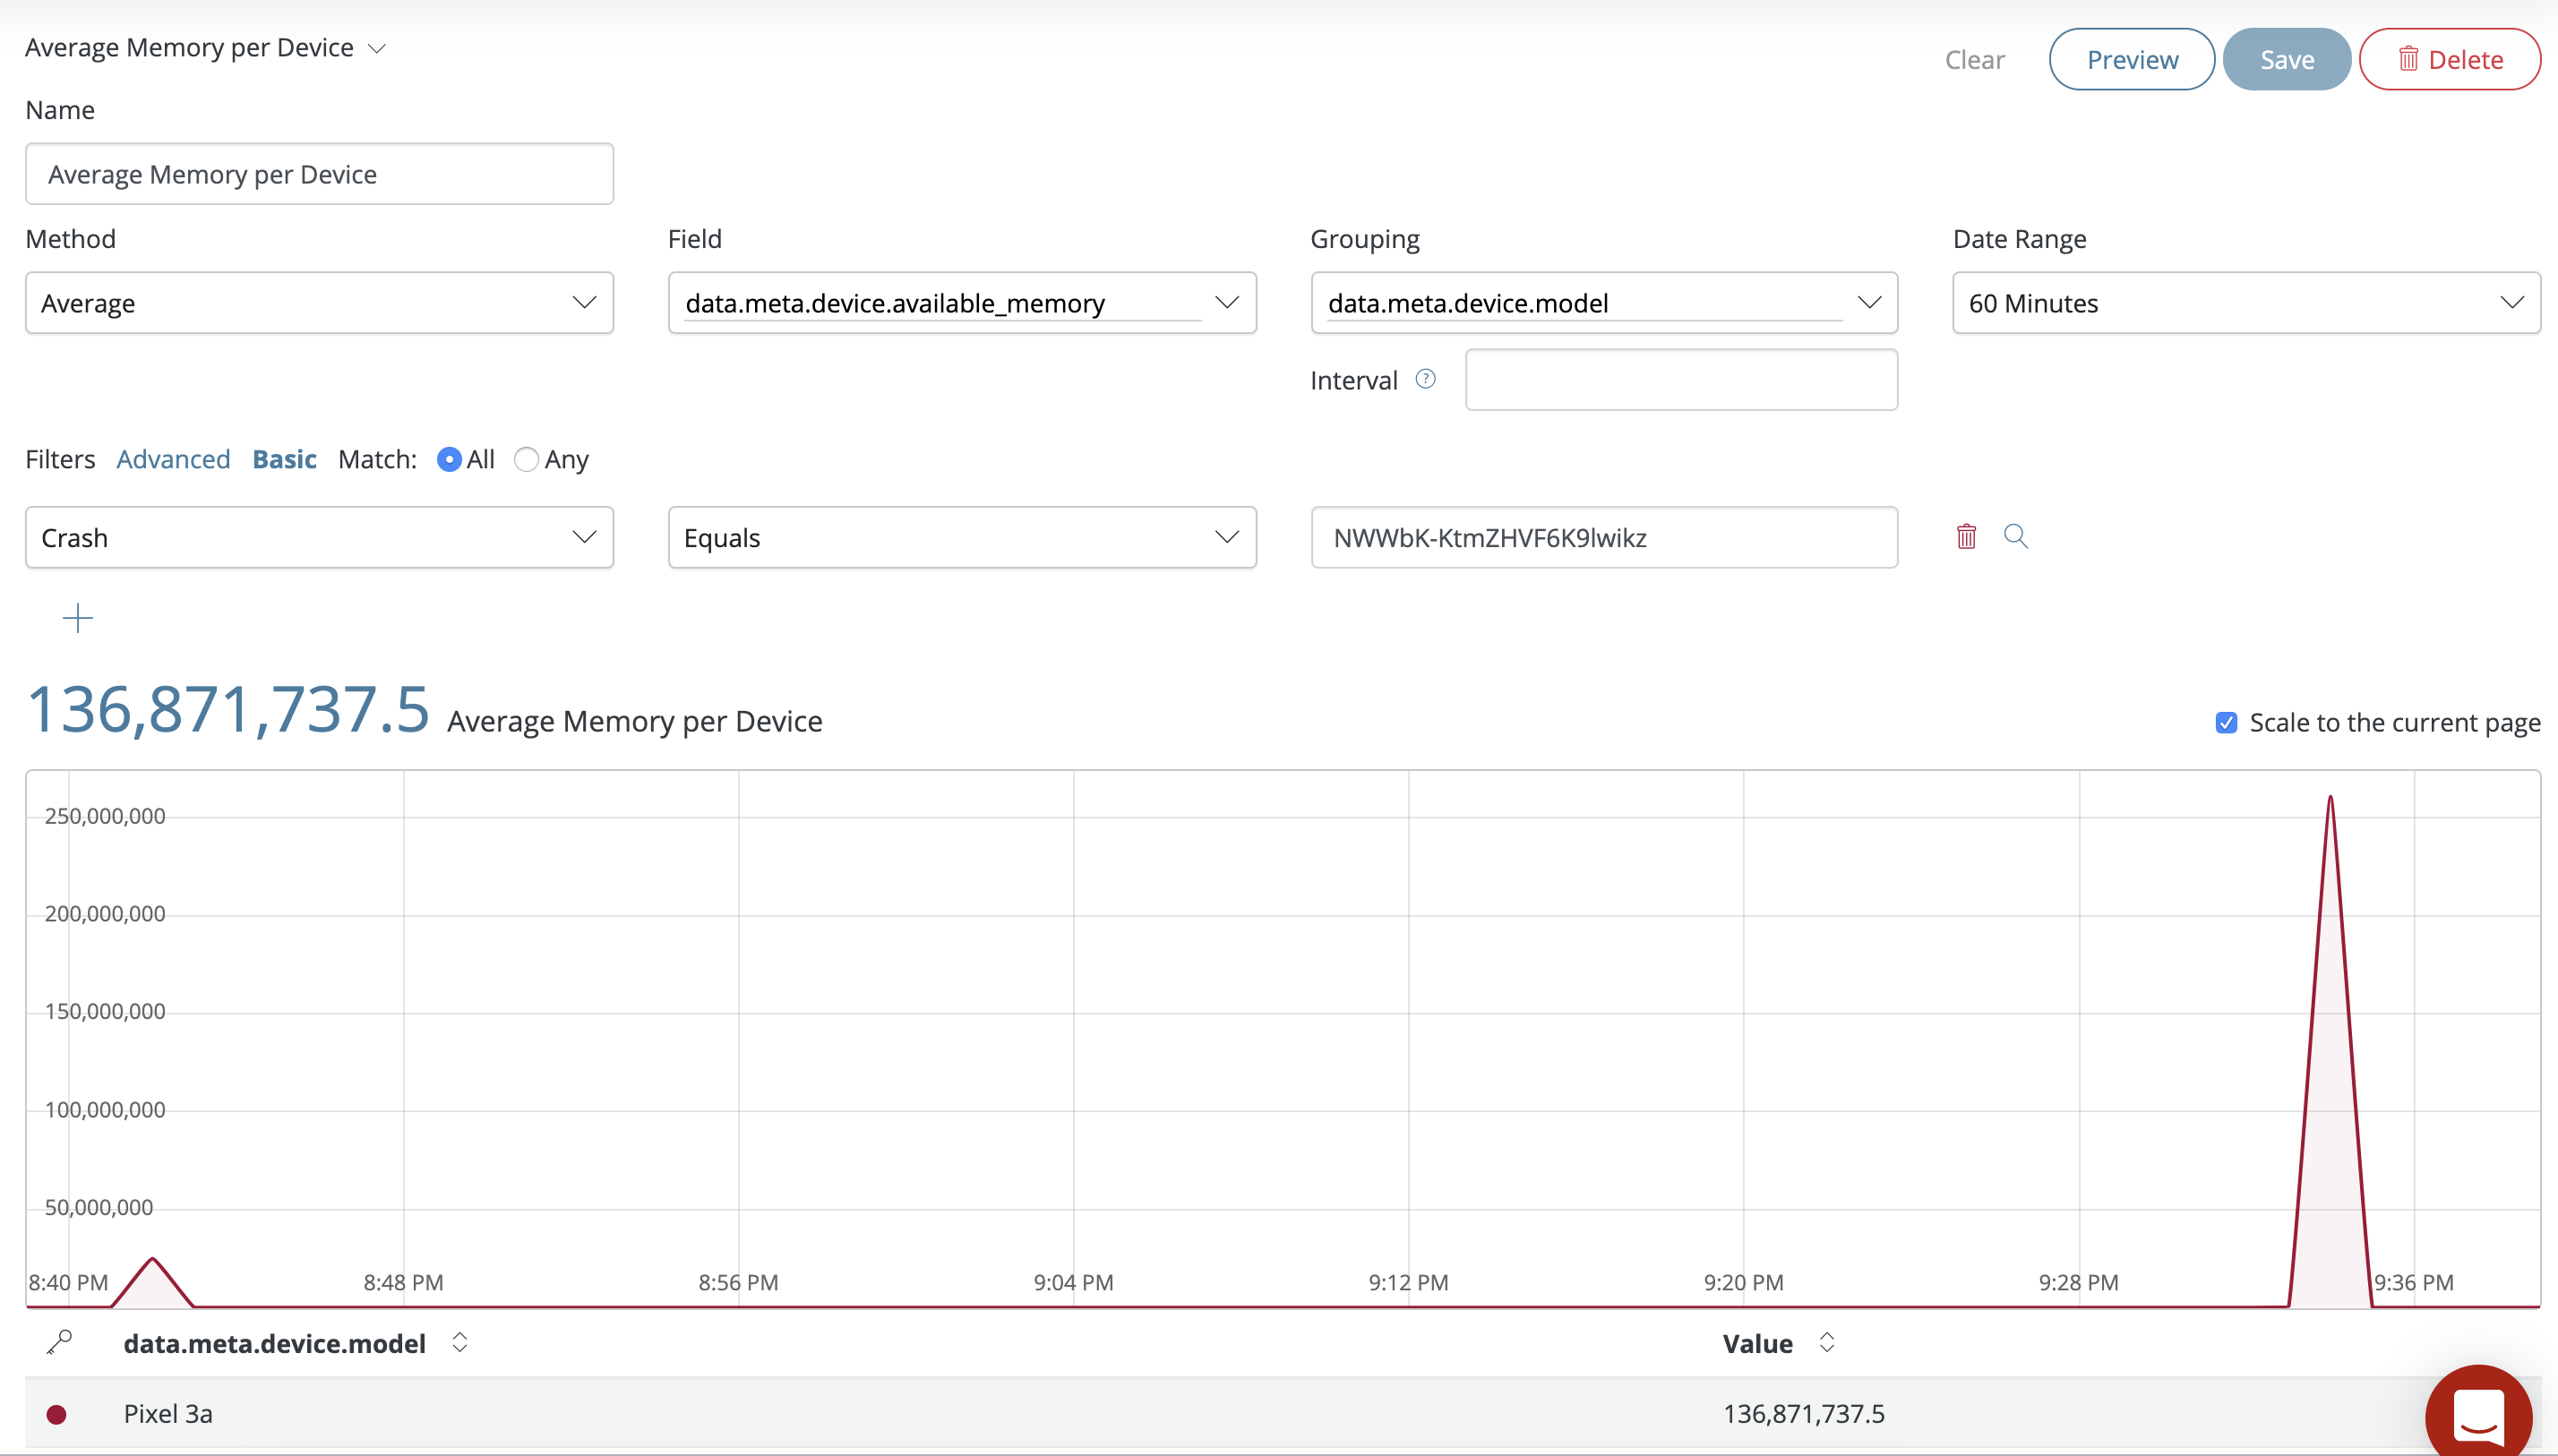 Average Memory per Device
Clear Preview Save Delete
Name
Average Memory per Device
Method Field Grouping Date Range
Average data.meta.device.available_memory data.meta.device.model 60 Minutes
Interval ?
Filters Advanced Basic Match: All Any
Crash Equals NWWbK-KtmZHVF6K9lwikz
136,871,737.5 Average Memory per Device Scale to the current page
250,000,000
200,000,000
150,000,000
100,000,000
50,000,000
8:40 PM 8:48 PM 8:56 PM 9:04 PM 9:12 PM 9:20 PM 9:28 PM 9:36 PM
data.meta.device.model Value
Pixel 3a 136,871,737.5